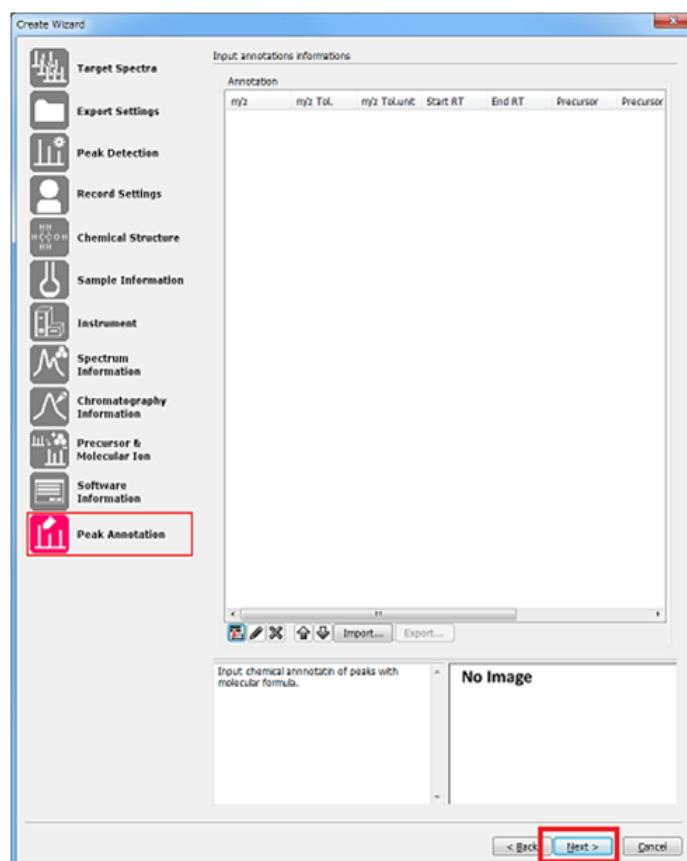 Create Wizard
Target Spectra
Export Settings
Peak Detection
Record Settings
Chemical Structure
Sample Information
Instrument
Spectrum
Information
Chromatography
Information
Precursor &
Molecular Ion
Software
Information
Peak Annotation
Input annotations informations
Annotation
m/z m/z Tol. m/z Tol.unit Start RT End RT Precursor Precursor
Import... Export...
Input chemical annnotatin of peaks with
molecular formula.
No Image
< Back Next > Cancel